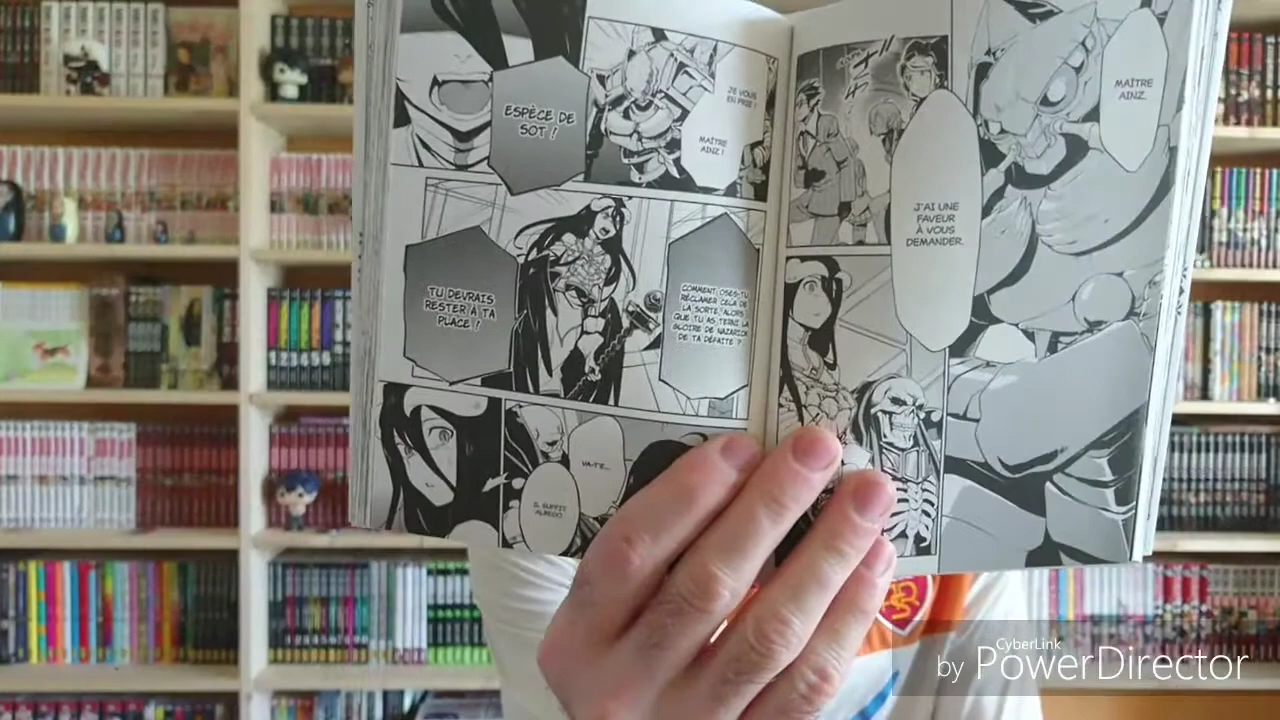 ESPÈCE DE
SOT !
JE VOUS
EN PRIE !
MAÎTRE
AINZ !
TU DEVRAIS
RESTER À TA
PLACE !
COMMENT OSES-TU
RÉCLAMER CELA DE
LA SORTE, ALORS
QUE TU AS TERNI LA
GLOIRE DE NAZARICK
DE TA DÉFAITE ?
VA-T'E...
IL SUFFIT
ALBEDO.
MAÎTRE
AINZ.
J'AI UNE
FAVEUR
À VOUS
DEMANDER.
CyberLink
by PowerDirector